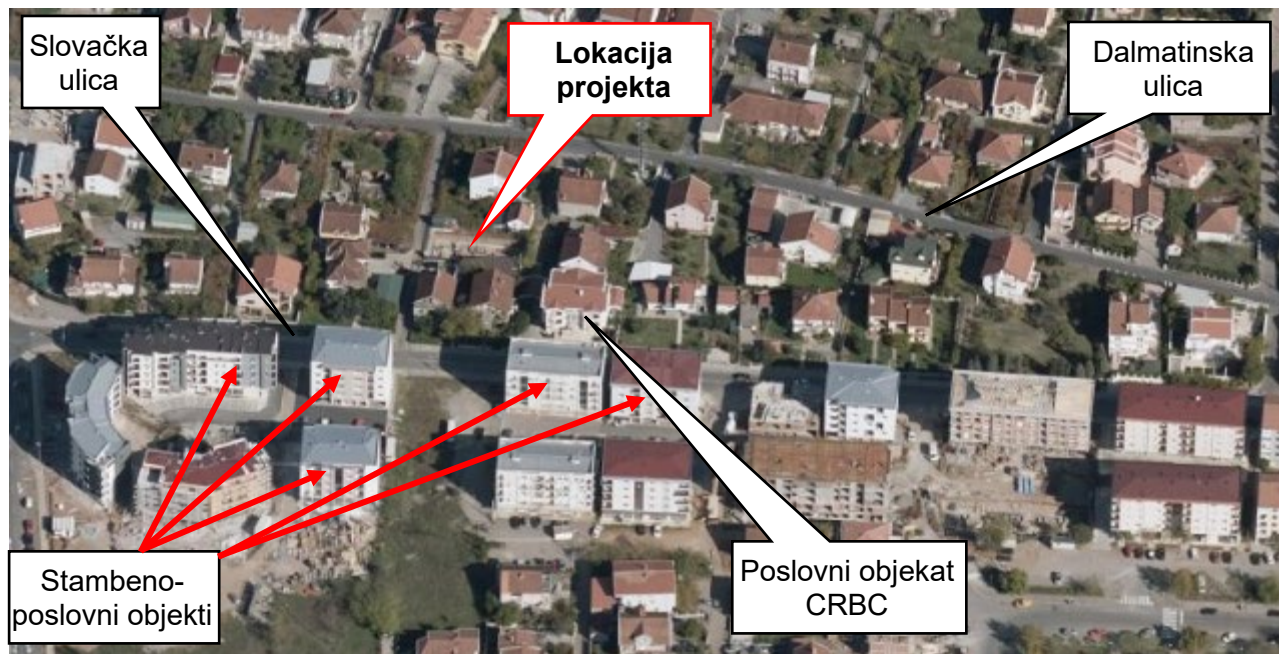 Slovačka
ulica
Lokacija
projekta
Dalmatinska
ulica
Stambeno-
poslovni objekti
Poslovni objekat
CRBC